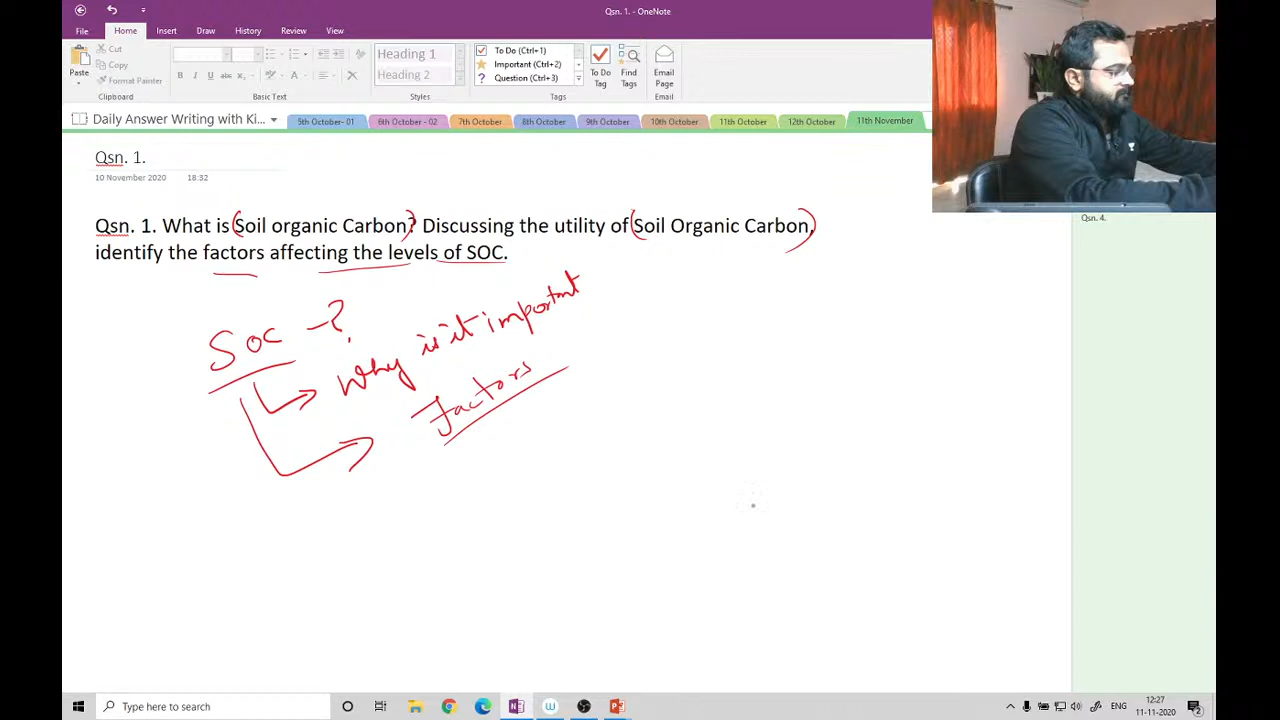 Qsn. 1. - OneNote
File Home Insert Draw History Review View
Cut
Copy
Format Painter
Paste
Clipboard
B I U abc x₂ A
Basic Text
Heading 1
Heading 2
Styles
To Do (Ctrl+1)
Important (Ctrl+2)
Question (Ctrl+3)
To Do Tag
Find Tags
Tags
Email Page
Email
Daily Answer Writing with Ki... 5th October- 01 6th October - 02 7th October 8th October 9th October 10th October 11th October 12th October 11th November
Qsn. 1.
10 November 2020 18:32
Qsn. 4.
Qsn. 1. What is Soil organic Carbon? Discussing the utility of Soil Organic Carbon,
identify the factors affecting the levels of SOC.
SOC - ?
Why is it important
Factors
Type here to search
ENG
12:27
11-11-2020
2